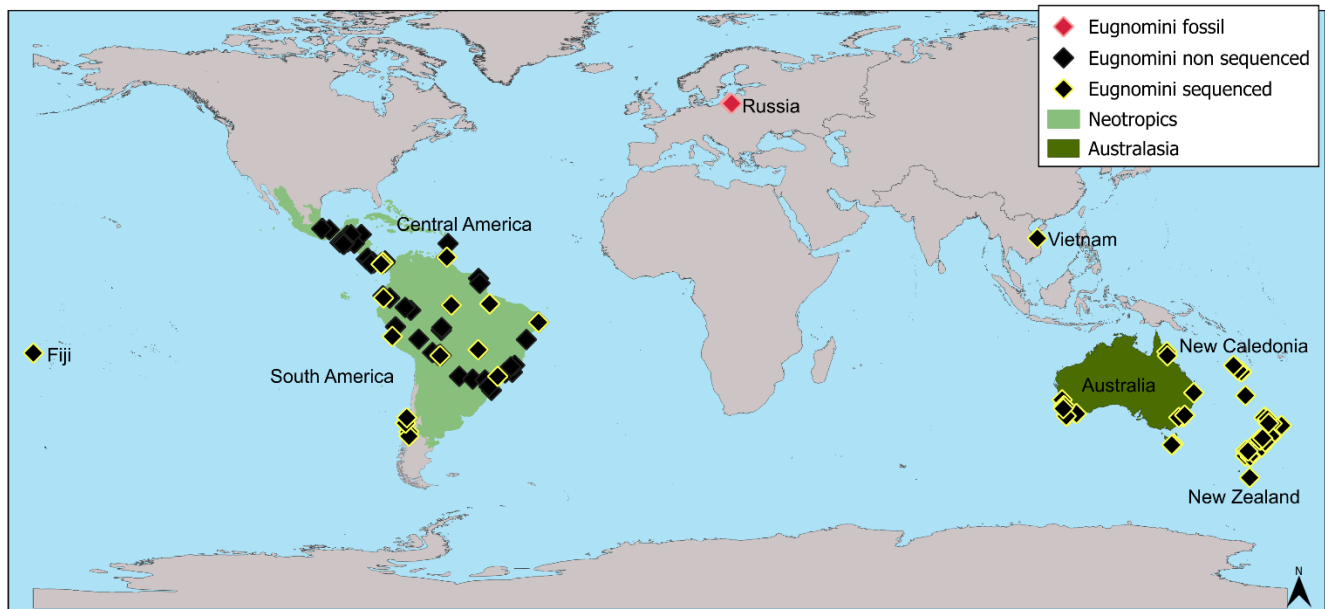 Eugnomini fossil
Eugnomini non sequenced
Eugnomini sequenced
Neotropics
Australasia
Russia
Central America
Vietnam
Fiji
South America
New Caledonia
Australia
New Zealand
N